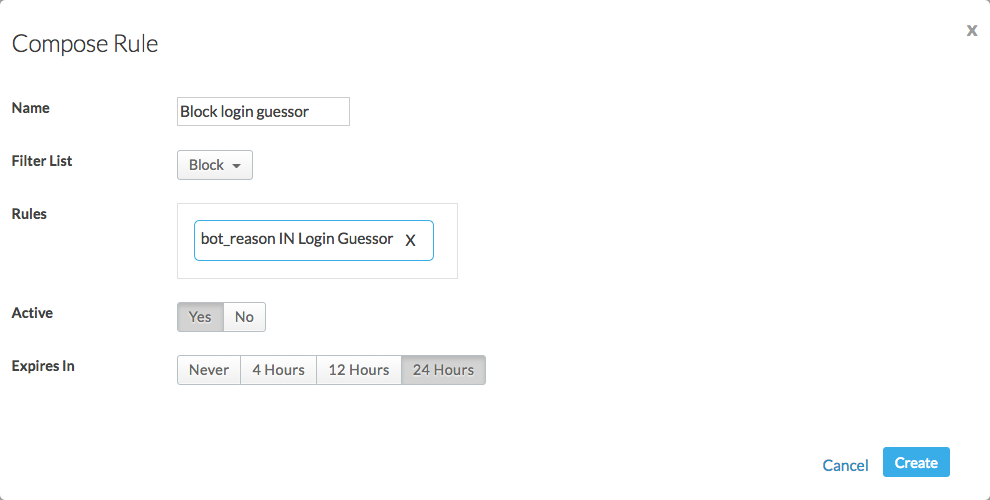 x
Compose Rule
Name Block login guessor
Filter List Block
Rules
bot_reason IN Login Guessor X
Active Yes No
Expires In Never 4 Hours 12 Hours 24 Hours
Cancel Create